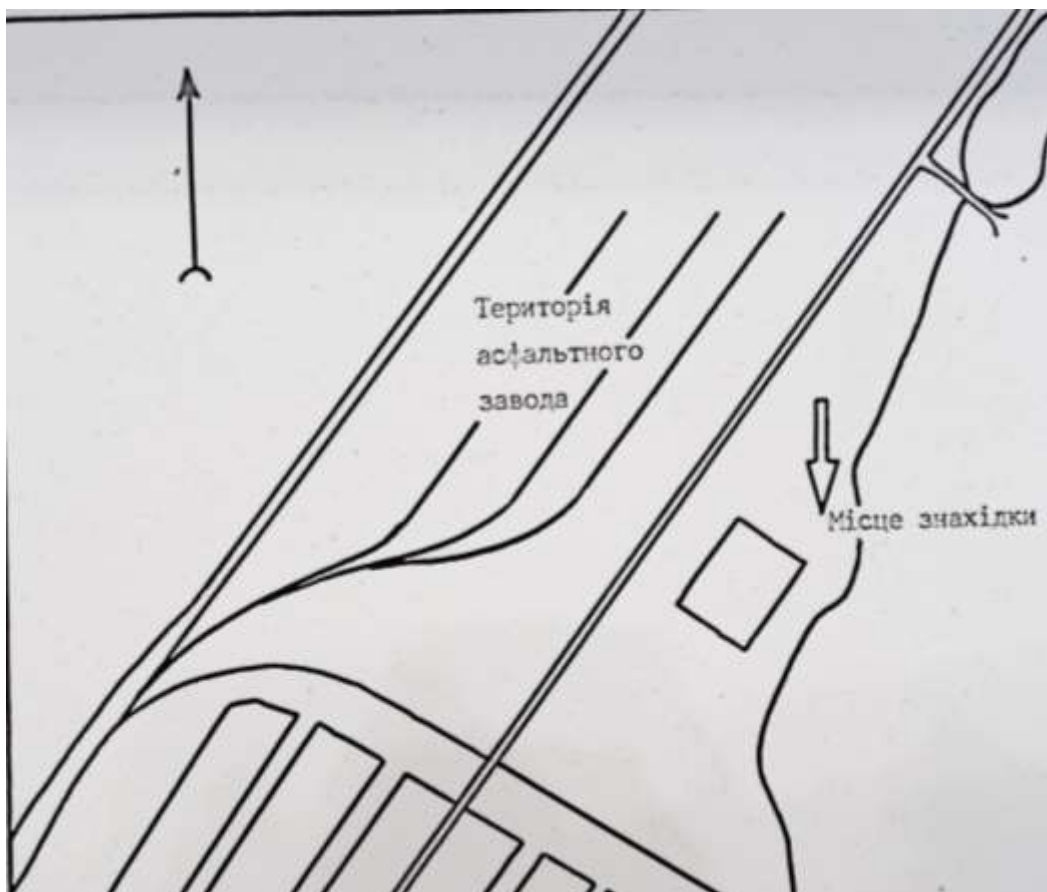 Територія
асфальтного
завода
Місце знахідки